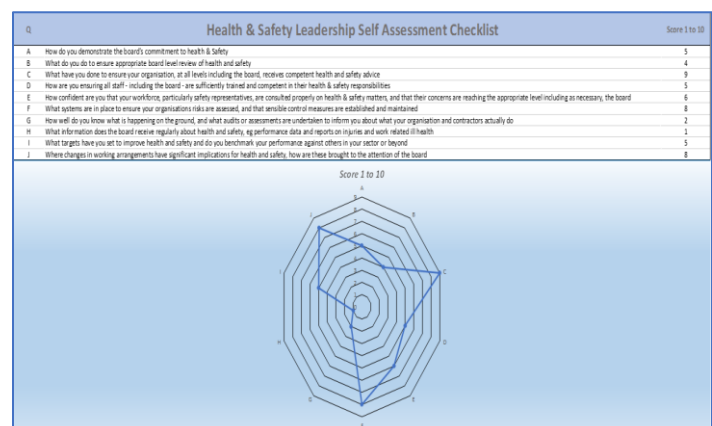 Q Health & Safety Leadership Self Assessment Checklist Score 1 to 10
A How do you demonstrate the board's commitment to health & Safety 5
B What do you do to ensure appropriate board level review of health and safety 4
C What have you done to ensure your organisation, at all levels including the board, receives competent health and safety advice 9
D How are you ensuring all staff - including the board - are sufficiently trained and competent in their health & safety responsibilities 5
E How confident are you that your workforce, particularly safety representatives, are consulted properly on health & safety matters, and that their concerns are reaching the appropriate level including as necessary, the board 6
F What systems are in place to ensure your organisations risks are assessed, and that sensible control measures are established and maintained 8
G How well do you know what is happening on the ground, and what audits or assessments are undertaken to inform you about what your organisation and contractors actually do 2
H What information does the board receive regularly about health and safety, eg performance data and reports on injuries and work related ill health 1
I What targets have you set to improve health and safety and do you benchmark your performance against others in your sector or beyond 5
J Where changes in working arrangements have significant implications for health and safety, how are these brought to the attention of the board 8
Score 1 to 10
A
9
8
7
6
5
4
3
2
1
0
J B
I C
H D
G E
F